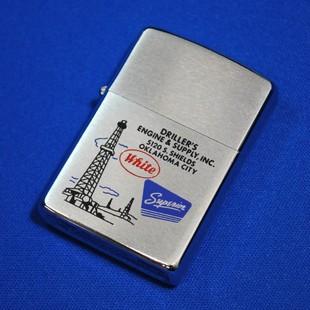 DRILLER'S
ENGINE & SUPPLY, INC.
5120 S. SHIELDS
OKLAHOMA CITY
White
Superior